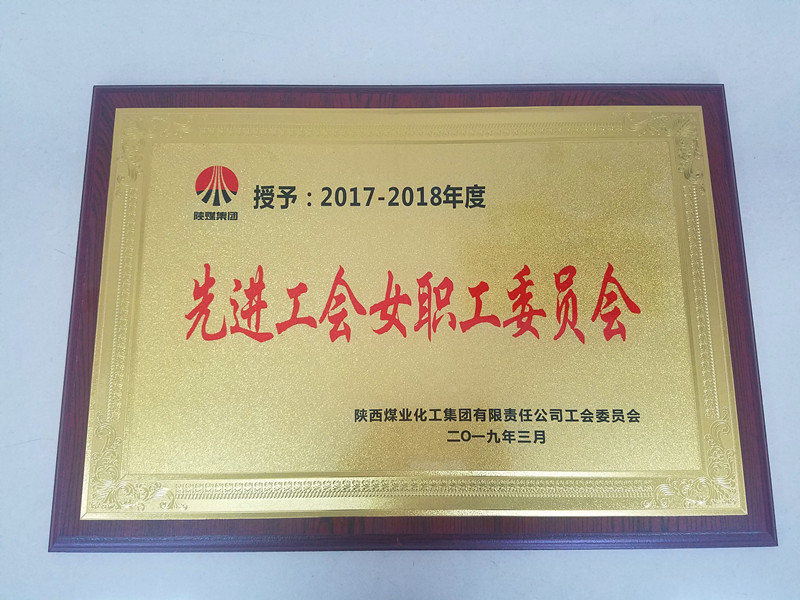 陕煤集团
授予：2017-2018年度
先进工会女职工委员会
陕西煤业化工集团有限责任公司工会委员会
二〇一九年三月